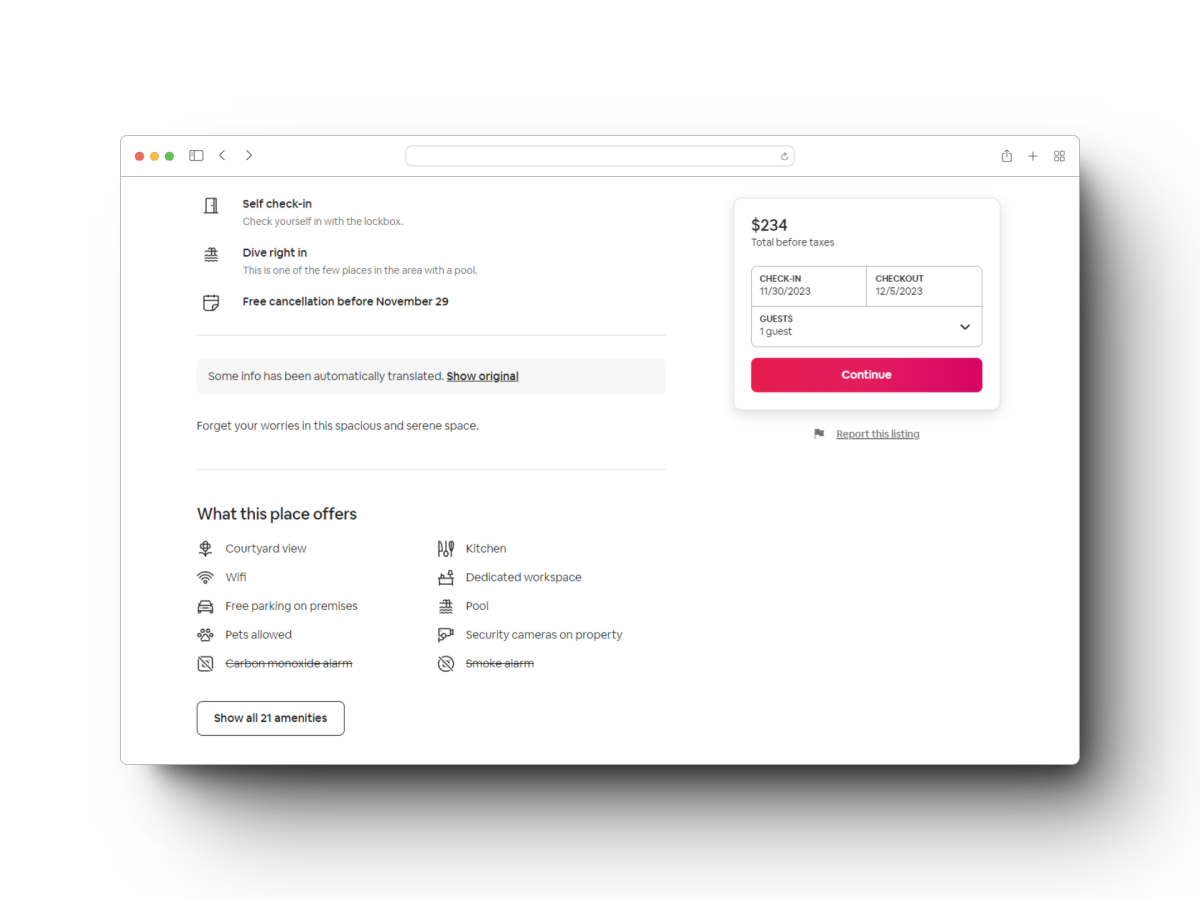 Self check-in
Check yourself in with the lockbox.
Dive right in
This is one of the few places in the area with a pool.
Free cancellation before November 29
Some info has been automatically translated. Show original
Forget your worries in this spacious and serene space.
What this place offers
Courtyard view
Kitchen
Wifi
Dedicated workspace
Free parking on premises
Pool
Pets allowed
Security cameras on property
Carbon monoxide alarm
Smoke alarm
Show all 21 amenities
$234
Total before taxes
CHECK-IN
11/30/2023
CHECKOUT
12/5/2023
GUESTS
1 guest
Continue
Report this listing